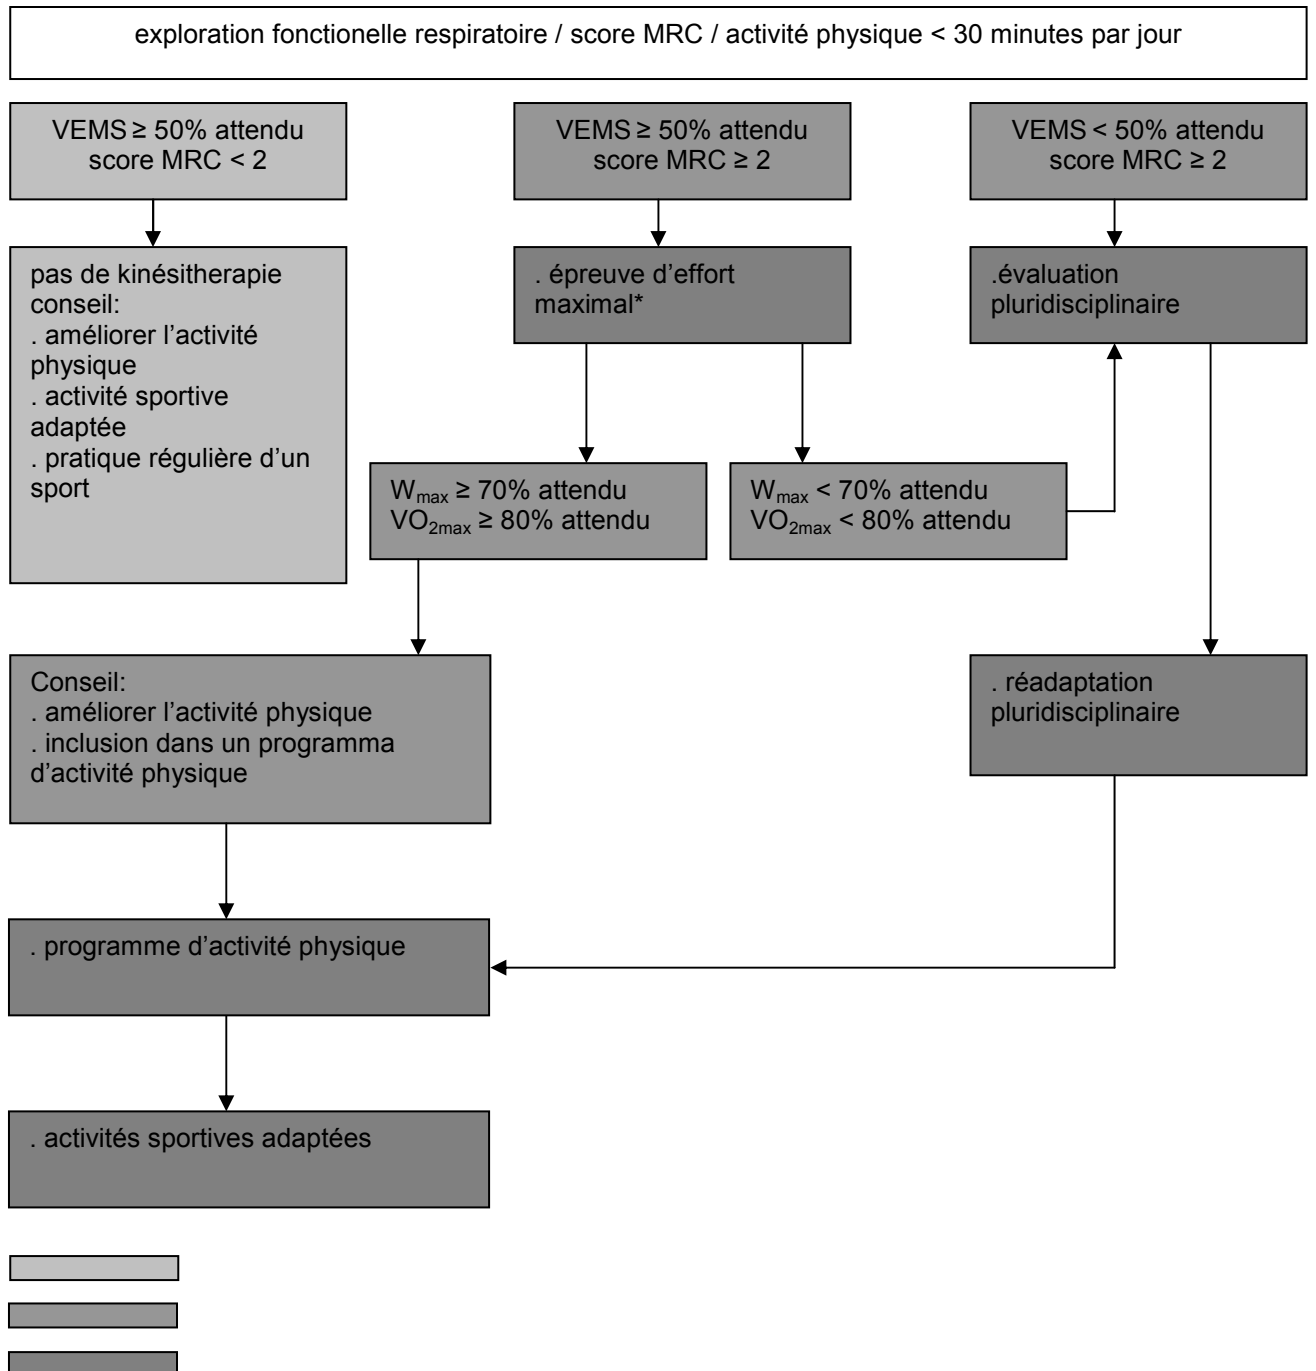 exploration fonctionelle respiratoire / score MRC / activité physique < 30 minutes par jour
VEMS ≥ 50% attendu
score MRC < 2
VEMS ≥ 50% attendu
score MRC ≥ 2
VEMS < 50% attendu
score MRC ≥ 2
pas de kinésitherapie
conseil:
. améliorer l’activité
physique
. activité sportive
adaptée
. pratique régulière d’un
sport
. épreuve d’effort
maximal*
.évaluation
pluridisciplinaire
Wmax ≥ 70% attendu
VO2max ≥ 80% attendu
Wmax < 70% attendu
VO2max < 80% attendu
Conseil:
. améliorer l’activité physique
. inclusion dans un programma
d’activité physique
. réadaptation
pluridisciplinaire
. programme d’activité physique
. activités sportives adaptées